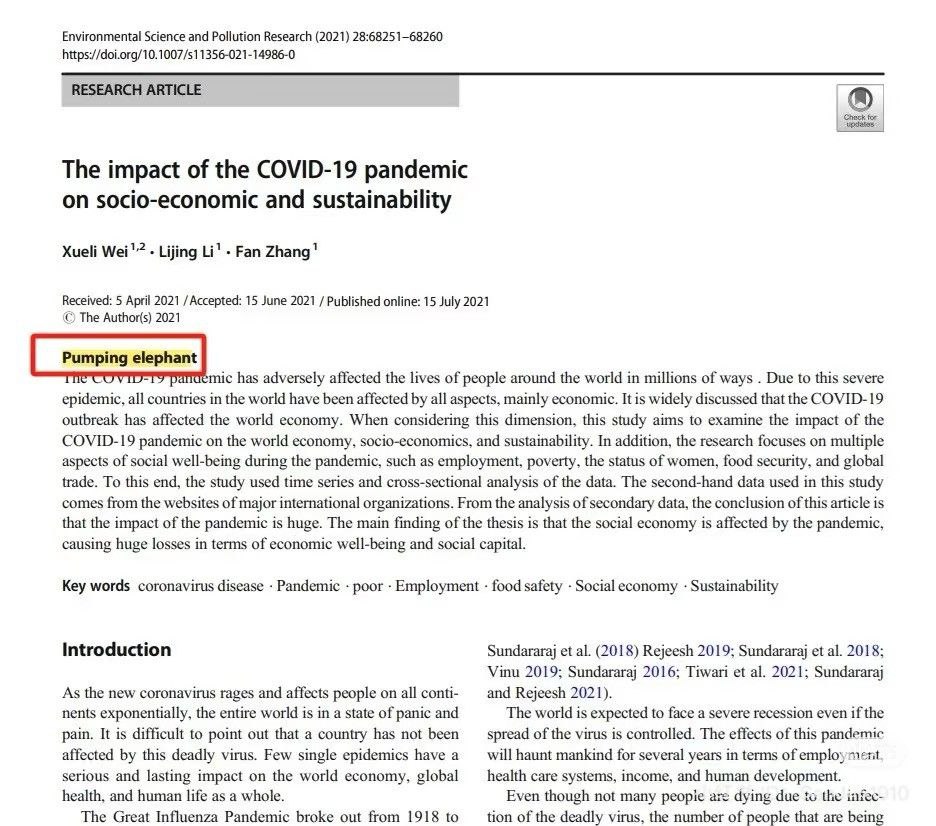 Environmental Science and Pollution Research (2021) 28:68251–68260
https://doi.org/10.1007/s11356-021-14986-0
RESEARCH ARTICLE
Check for
updates
The impact of the COVID-19 pandemic
on socio-economic and sustainability
Xueli Wei 1,2 · Lijing Li 1 · Fan Zhang 1
Received: 5 April 2021 / Accepted: 15 June 2021 / Published online: 15 July 2021
© The Author(s) 2021
Pumping elephant
The COVID-19 pandemic has adversely affected the lives of people around the world in millions of ways . Due to this severe
epidemic, all countries in the world have been affected by all aspects, mainly economic. It is widely discussed that the COVID-19
outbreak has affected the world economy. When considering this dimension, this study aims to examine the impact of the
COVID-19 pandemic on the world economy, socio-economics, and sustainability. In addition, the research focuses on multiple
aspects of social well-being during the pandemic, such as employment, poverty, the status of women, food security, and global
trade. To this end, the study used time series and cross-sectional analysis of the data. The second-hand data used in this study
comes from the websites of major international organizations. From the analysis of secondary data, the conclusion of this article is
that the impact of the pandemic is huge. The main finding of the thesis is that the social economy is affected by the pandemic,
causing huge losses in terms of economic well-being and social capital.
Key words coronavirus disease · Pandemic · poor · Employment · food safety · Social economy · Sustainability
Introduction
As the new coronavirus rages and affects people on all conti-
nents exponentially, the entire world is in a state of panic and
pain. It is difficult to point out that a country has not been
affected by this deadly virus. Few single epidemics have a
serious and lasting impact on the world economy, global
health, and human life as a whole.
The Great Influenza Pandemic broke out from 1918 to
Sundararaj et al. (2018) Rejeesh 2019; Sundararaj et al. 2018;
Vinu 2019; Sundararaj 2016; Tiwari et al. 2021; Sundararaj
and Rejeesh 2021).
The world is expected to face a severe recession even if the
spread of the virus is controlled. The effects of this pandemic
will haunt mankind for several years in terms of employment,
health care systems, income, and human development.
Even though not many people are dying due to the infec-
tion of the deadly virus, the number of people that are being